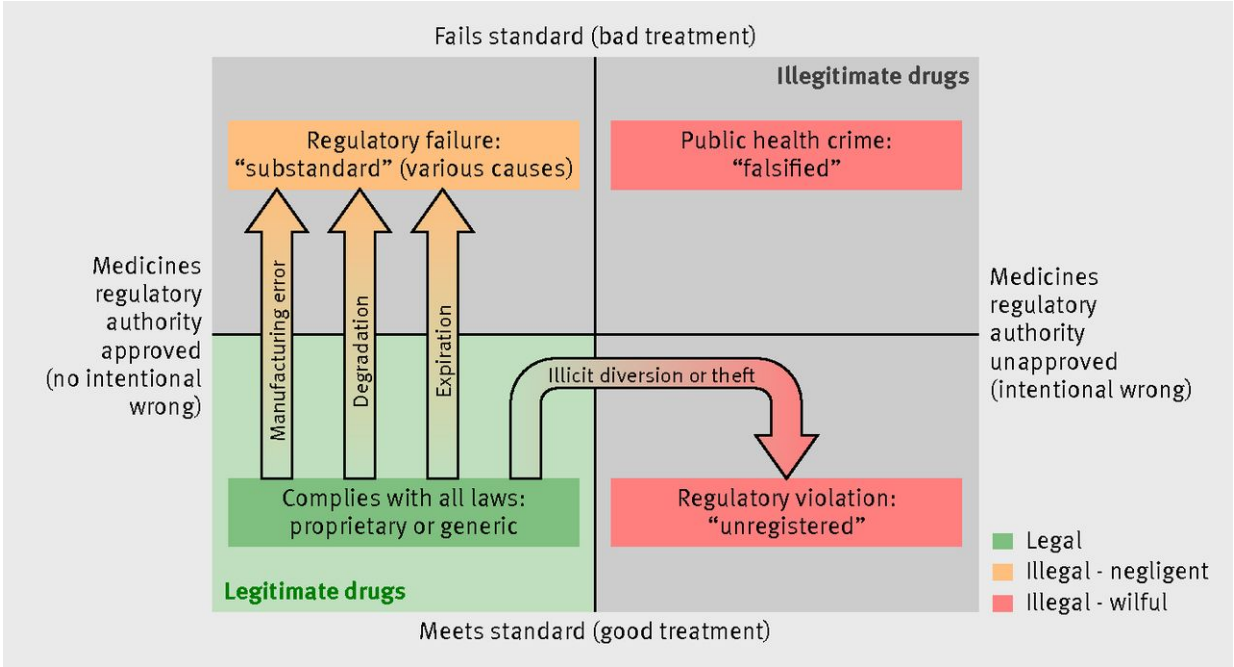 Fails standard (bad treatment)
Illegitimate drugs
Regulatory failure:
“substandard” (various causes)
Public health crime:
“falsified”
Medicines
regulatory
authority
approved
(no intentional
wrong)
Manufacturing error
Degradation
Expiration
Illicit diversion or theft
Medicines
regulatory
authority
unapproved
(intentional wrong)
Complies with all laws:
proprietary or generic
Regulatory violation:
“unregistered”
Legitimate drugs
Legal
Illegal - negligent
Illegal - wilful
Meets standard (good treatment)